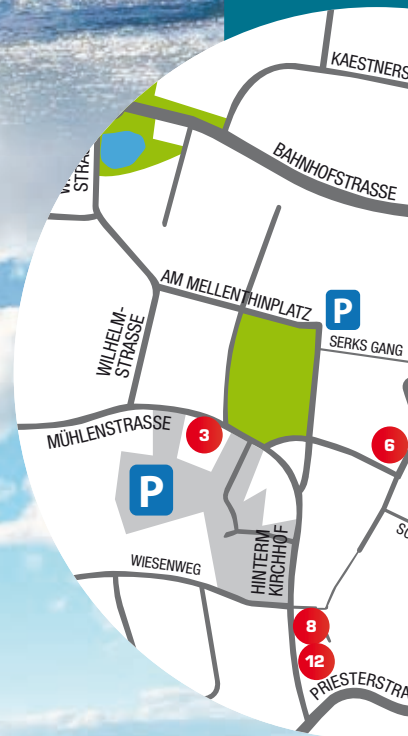 KAESTNERS
BAHNHOFSTRASSE
STRA
AM MELLENTHINPLATZ
P
SERKS GANG
WILHELM-
STRASSE
MÜHLENSTRASSE
3
6
P
HINTERM
KIRCHHOF
WIESENWEG
8
12
PRIESTERSTRA